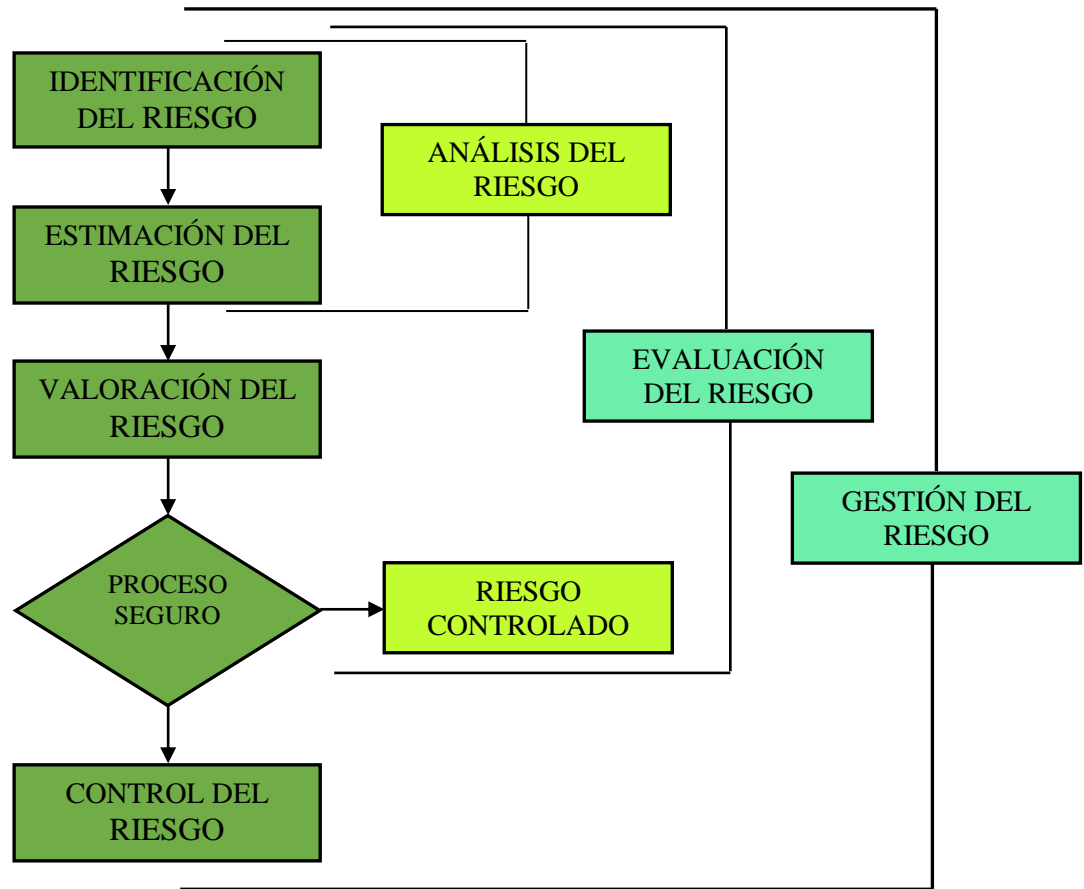 IDENTIFICACIÓN
DEL RIESGO
ANÁLISIS DEL
RIESGO
ESTIMACIÓN DEL
RIESGO
EVALUACIÓN
DEL RIESGO
VALORACIÓN DEL
RIESGO
GESTIÓN DEL
RIESGO
PROCESO
SEGURO
RIESGO
CONTROLADO
CONTROL DEL
RIESGO